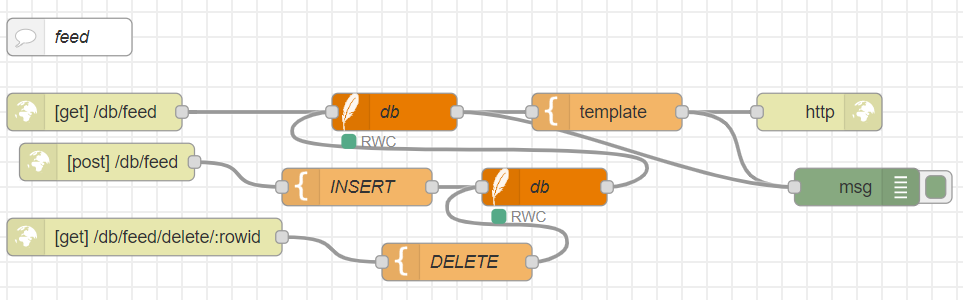 feed
[get] /db/feed
db
template
http
RWC
[post] /db/feed
INSERT
db
msg
RWC
[get] /db/feed/delete/:rowid
DELETE